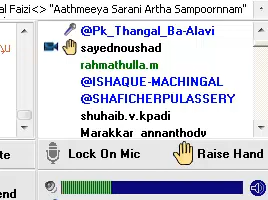 al Faizi<> "Aathmeeya Sarani Artha Sampoornnam"
@Pk_Thangal_Ba-Alavi
sayednoushad
rahmathulla.m
@ISHAQUE-MACHINGAL
@SHAFICHERPULASSERY
shuhaib.v.kpadi
Marakkar_annanthody
te
Lock On Mic
Raise Hand
end